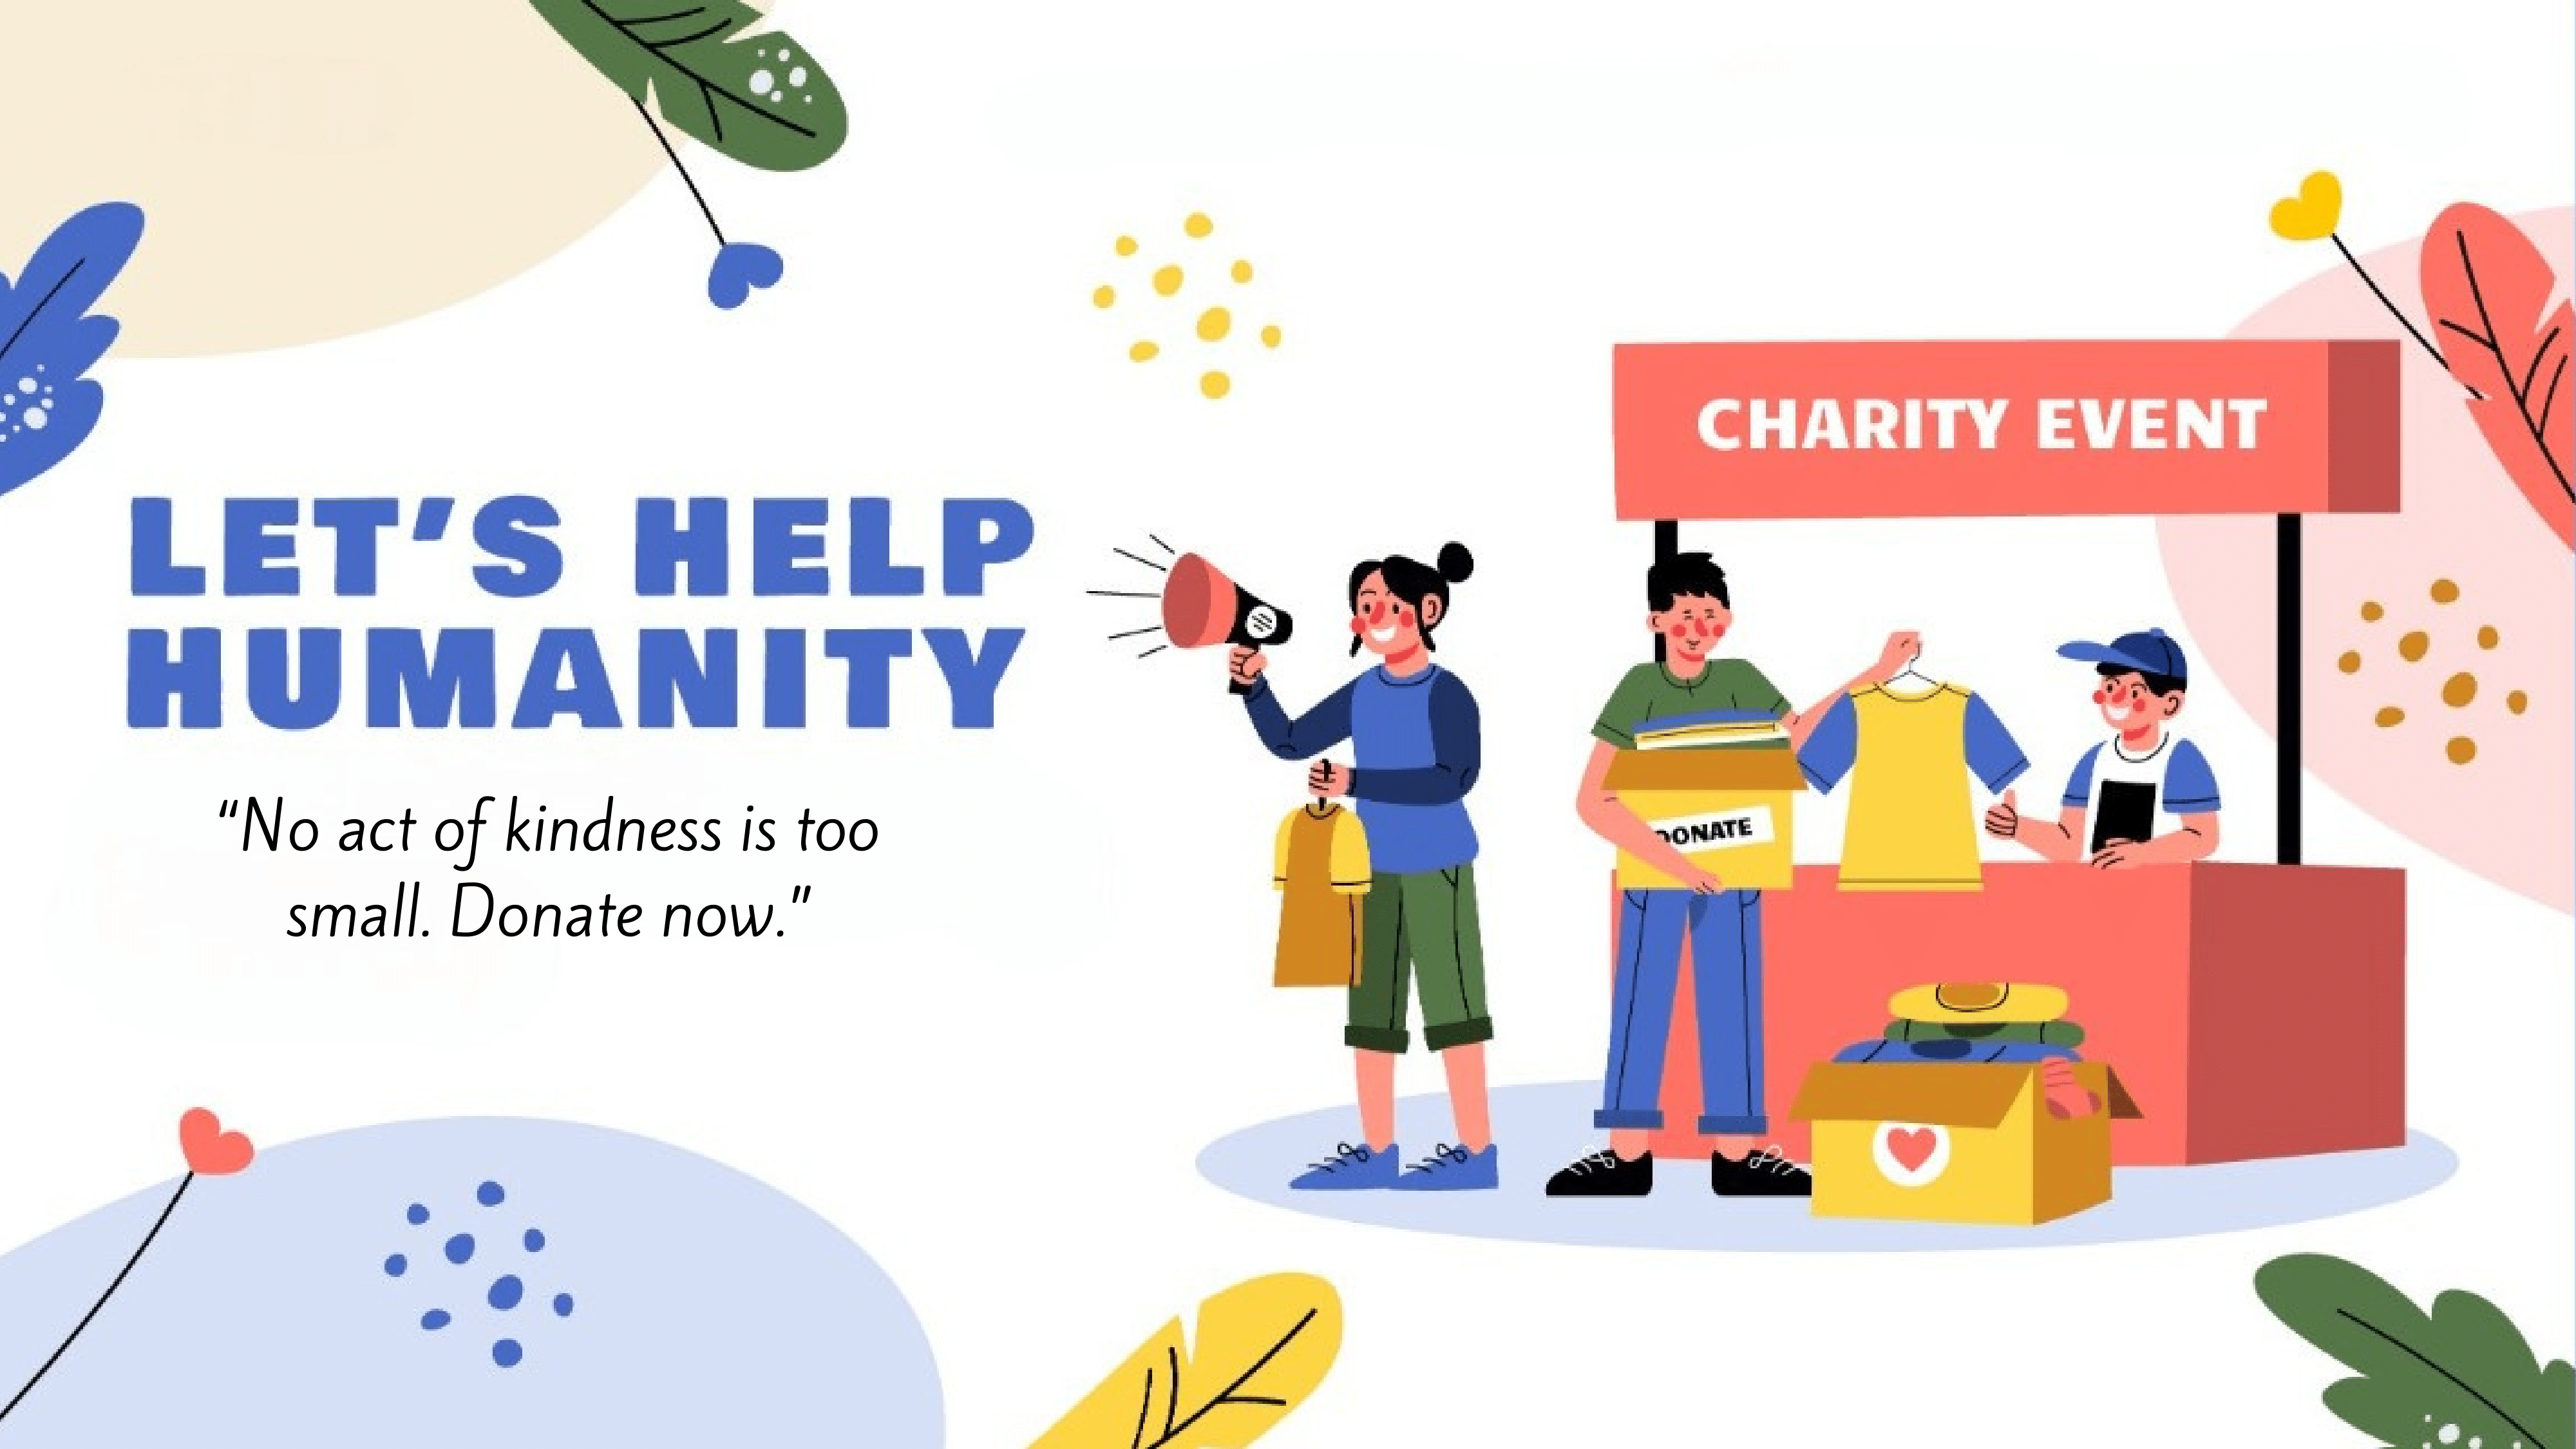 LET’S HELP
HUMANITY
“No act of kindness is too
small. Donate now.”
CHARITY EVENT
DONATE